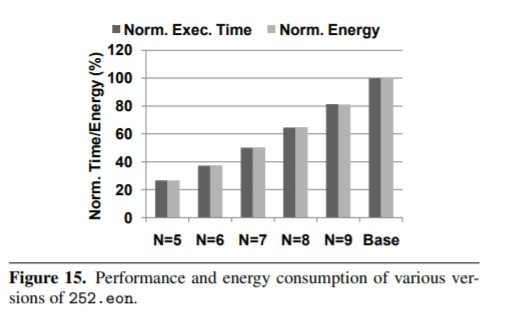 Norm. Exec. Time Norm. Energy
Norm. Time/Energy (%)
120
100
80
60
40
20
0
N=5 N=6 N=7 N=8 N=9 Base
Figure 15. Performance and energy consumption of various ver-
sions of 252.eon.